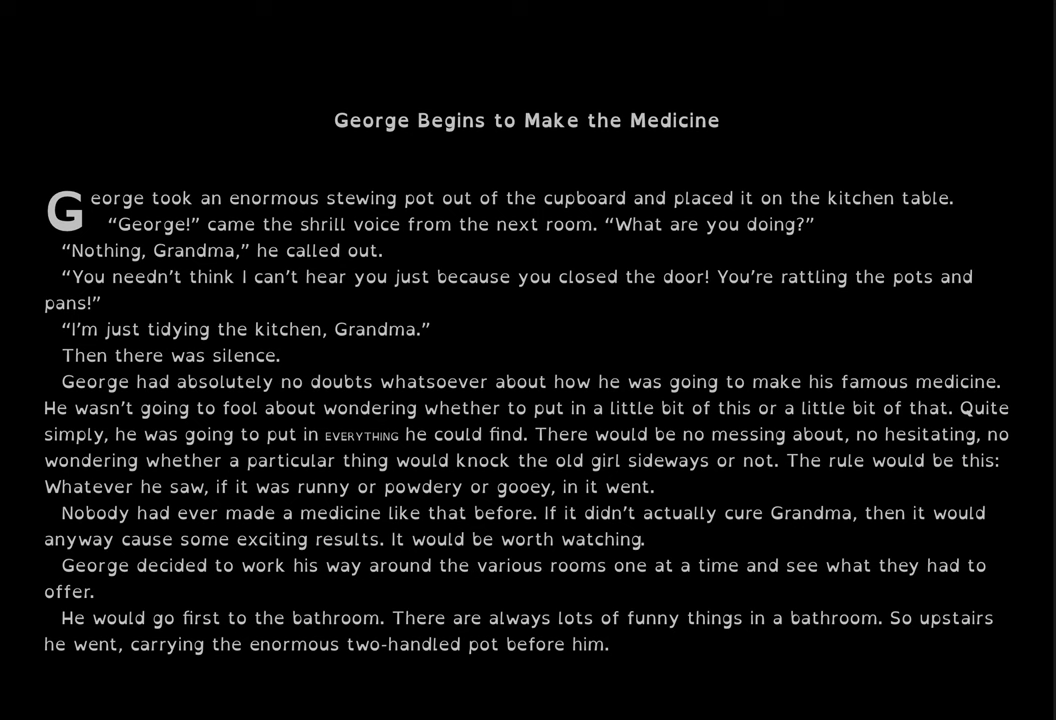 George Begins to Make the Medicine
George took an enormous stewing pot out of the cupboard and placed it on the kitchen table.
“George!” came the shrill voice from the next room. “What are you doing?”
“Nothing, Grandma,” he called out.
“You needn’t think I can’t hear you just because you closed the door! You’re rattling the pots and
pans!”
“I’m just tidying the kitchen, Grandma.”
Then there was silence.
George had absolutely no doubts whatsoever about how he was going to make his famous medicine.
He wasn’t going to fool about wondering whether to put in a little bit of this or a little bit of that. Quite
simply, he was going to put in EVERYTHING he could find. There would be no messing about, no hesitating, no
wondering whether a particular thing would knock the old girl sideways or not. The rule would be this:
Whatever he saw, if it was runny or powdery or gooey, in it went.
Nobody had ever made a medicine like that before. If it didn’t actually cure Grandma, then it would
anyway cause some exciting results. It would be worth watching.
George decided to work his way around the various rooms one at a time and see what they had to
offer.
He would go first to the bathroom. There are always lots of funny things in a bathroom. So upstairs
he went, carrying the enormous two-handled pot before him.